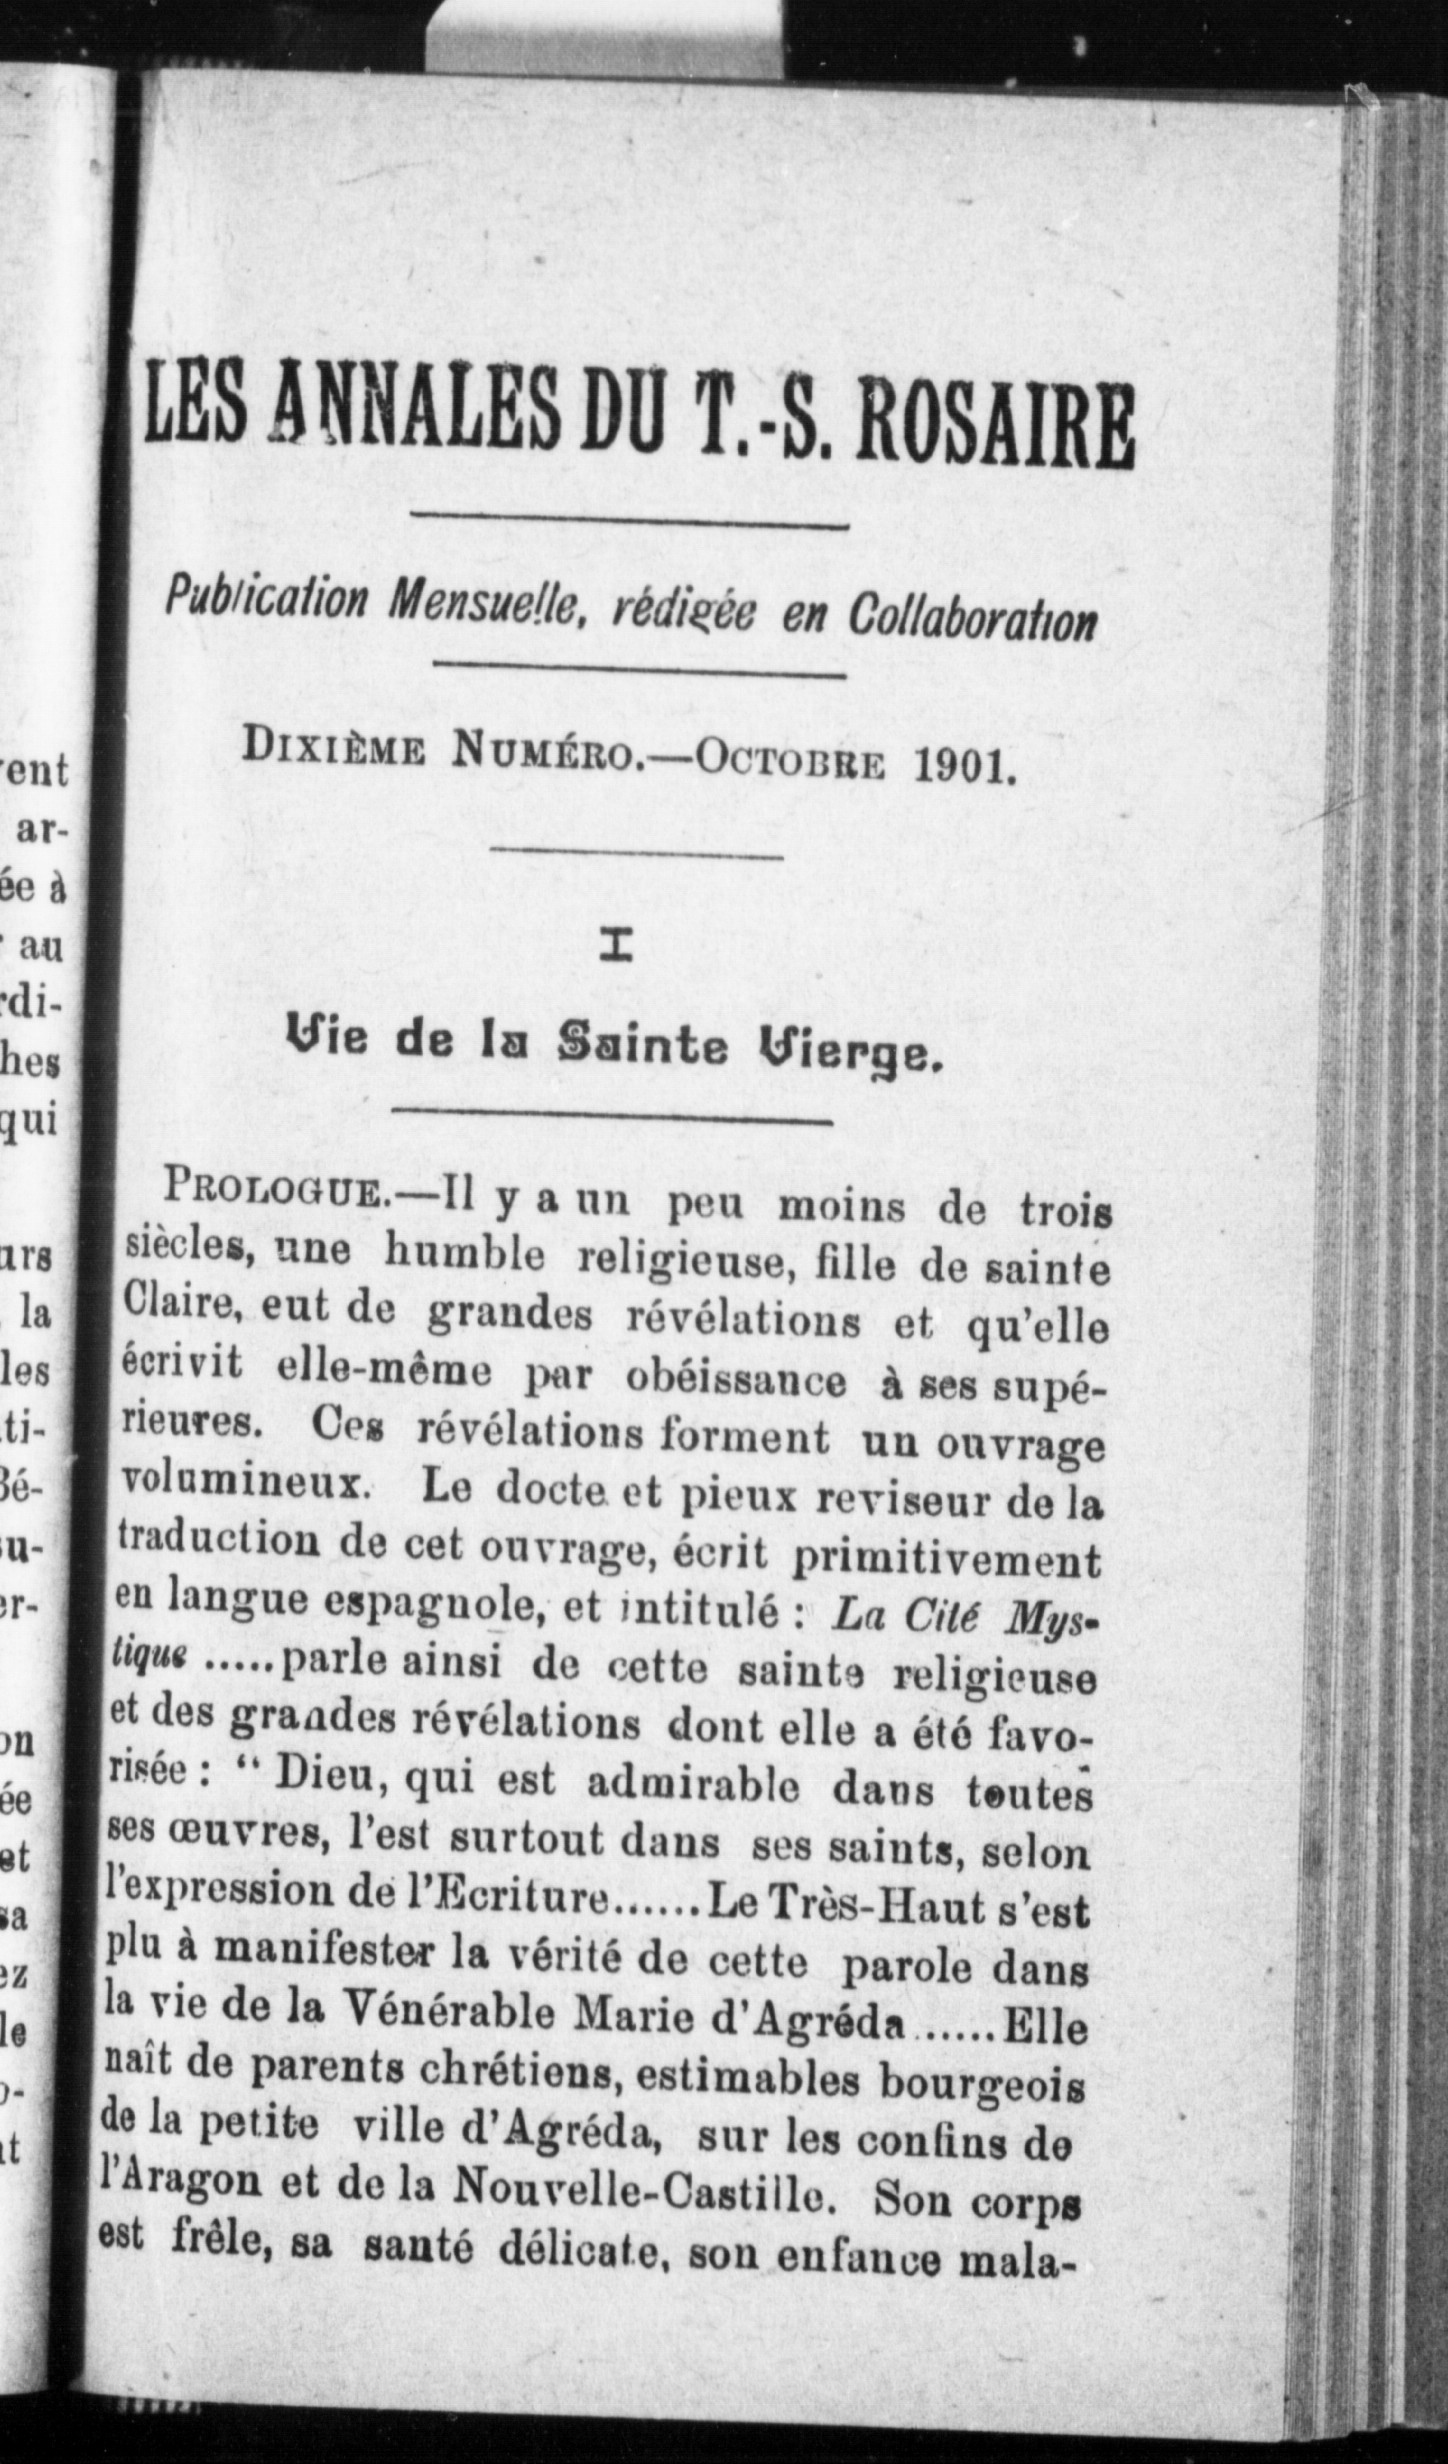 LES ANNALES DU T.-S. ROSAIRE
Publication Mensuelle, rédigée en Collaboration
DIXIÈME NUMÉRO.—OCTOBRE 1901.
I
Vie de la Sainte Vierge.
PROLOGUE.—Il y a un peu moins de trois
siècles, une humble religieuse, fille de sainte
Claire, eut de grandes révélations et qu'elle
écrivit elle-même par obéissance à ses supé-
rieures. Ces révélations forment un ouvrage
volumineux. Le docte et pieux reviseur de la
traduction de cet ouvrage, écrit primitivement
en langue espagnole, et intitulé : La Cité Mys-
tique .....parle ainsi de cette sainte religieuse
et des grandes révélations dont elle a été favo-
risée : “ Dieu, qui est admirable dans toutes
ses œuvres, l'est surtout dans ses saints, selon
l'expression de l'Ecriture......Le Très-Haut s'est
plu à manifester la vérité de cette parole dans
la vie de la Vénérable Marie d'Agréda ......Elle
naît de parents chrétiens, estimables bourgeois
de la petite ville d'Agréda, sur les confins de
l'Aragon et de la Nouvelle-Castille. Son corps
est frêle, sa santé délicate, son enfance mala-